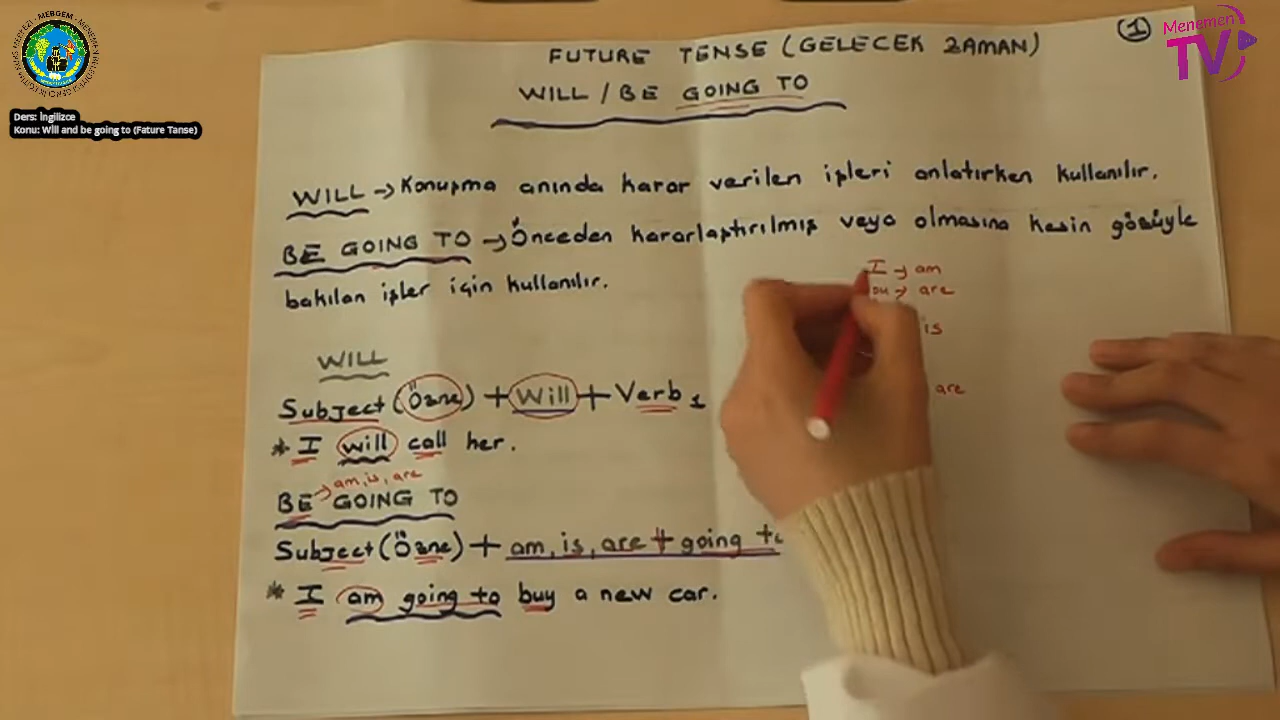 Menemen
TV
Ders: İngilizce
Konu: Will and be going to (Fature Tanse)
1
FUTURE TENSE (GELECEK ZAMAN)
WILL / BE GOING TO
WILL → Konuşma anında karar verilen işleri anlatırken kullanılır.
BE GOING TO → Önceden kararlaştırılmış veya olmasına kesin gözüyle
bakılan işler için kullanılır.
I → am
→ are
is
are
WILL
Subject (Özne) + Will + Verb 1
* I will call her.
→ am, is, are
BE GOING TO
Subject (Özne) + am, is, are + going to
* I am going to buy a new car.